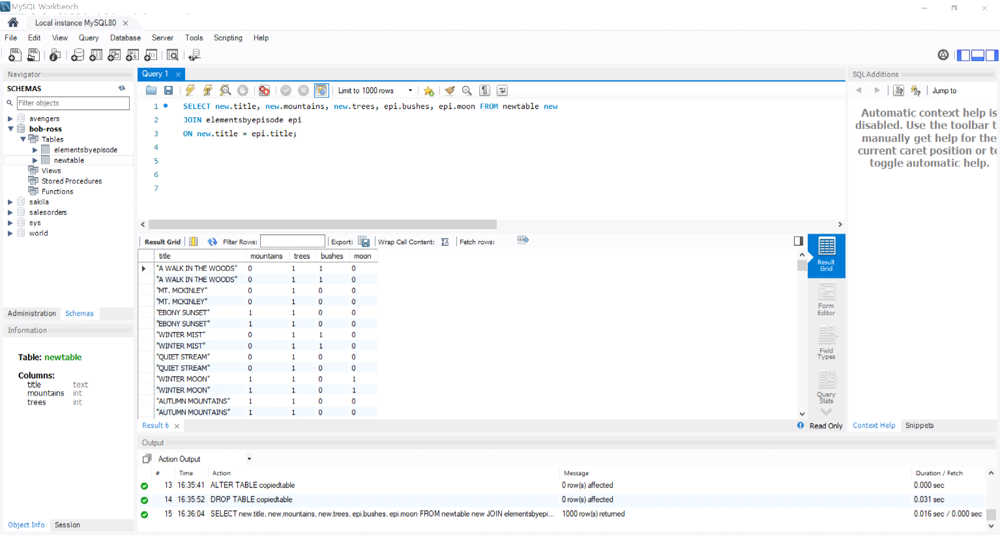 MySQL Workbench
Local instance MySQL80
File Edit View Query Database Server Tools Scripting Help
Navigator
SCHEMAS
Filter objects
avengers
bob-ross
Tables
elementsbyepisode
newtable
Views
Stored Procedures
Functions
sakila
salesorders
sys
world
Administration Schemas
Information
Table: newtable
Columns:
title text
mountains int
trees int
Object Info Session
Query 1
Limit to 1000 rows
1 SELECT new.title, new.mountains, new.trees, epi.bushes, epi.moon FROM newtable new
2 JOIN elementsbyepisode epi
3 ON new.title = epi.title;
4
5
6
7
Result Grid Filter Rows: Export: Wrap Cell Content: Fetch rows:
title mountains trees bushes moon
"A WALK IN THE WOODS" 0 1 1 0
"A WALK IN THE WOODS" 0 1 1 0
"MT. MCKINLEY" 0 1 0 0
"MT. MCKINLEY" 0 1 0 0
"EBONY SUNSET" 1 1 0 0
"EBONY SUNSET" 1 1 0 0
"WINTER MIST" 0 1 1 0
"WINTER MIST" 0 1 1 0
"QUIET STREAM" 0 1 0 0
"QUIET STREAM" 0 1 0 0
"WINTER MOON" 1 1 0 1
"WINTER MOON" 1 1 0 1
"AUTUMN MOUNTAINS" 1 1 0 0
"AUTUMN MOUNTAINS" 1 1 0 0
Result Grid
Form Editor
Field Types
Query Stats
Result 6
Read Only
SQLAdditions
Jump to
Automatic context help is
disabled. Use the toolbar t
manually get help for the
current caret position or to
toggle automatic help.
Context Help Snippets
Output
Action Output
# Time Action Message Duration / Fetch
13 16:35:41 ALTER TABLE copiedtable 0 row(s) affected 0.000 sec
14 16:35:52 DROP TABLE copiedtable 0 row(s) affected 0.031 sec
15 16:36:04 SELECT new.title, new.mountains, new.trees, epi.bushes, epi.moon FROM newtable new JOIN elementsbyepi... 1000 row(s) returned 0.016 sec / 0.000 sec